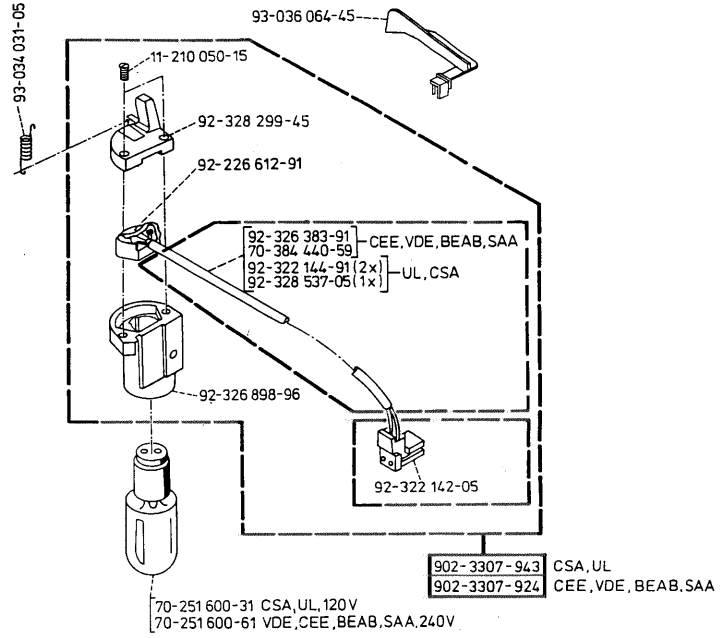 93-034 031-05
93-036 064-45
11-210 050-15
92-328 299-45
92-226 612-91
92-326 383-91
70-384 440-59
CEE, VDE, BEAB, SAA
92-322 144-91 (2x)
92-328 537-05 (1x)
UL, CSA
92-326 898-96
92-322 142-05
902-3307-943 CSA, UL
902-3307-924 CEE, VDE, BEAB, SAA
70-251 600-31 CSA, UL, 120V
70-251 600-61 VDE, CEE, BEAB, SAA, 240V